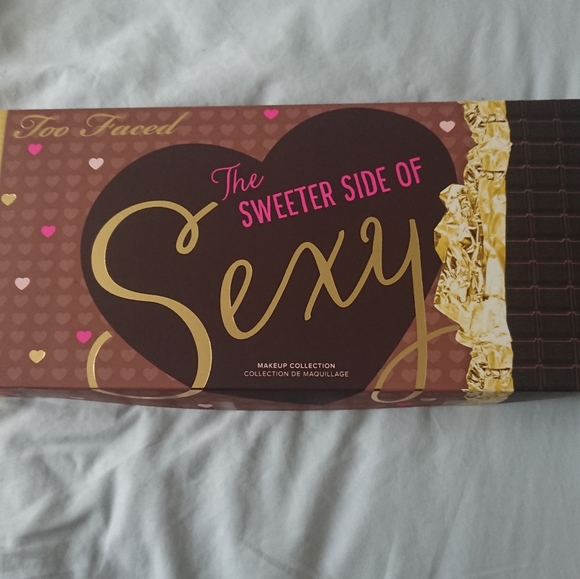 Too Faced
The
SWEETER SIDE OF
Sexy
MAKEUP COLLECTION
COLLECTION DE MAQUILLAGE